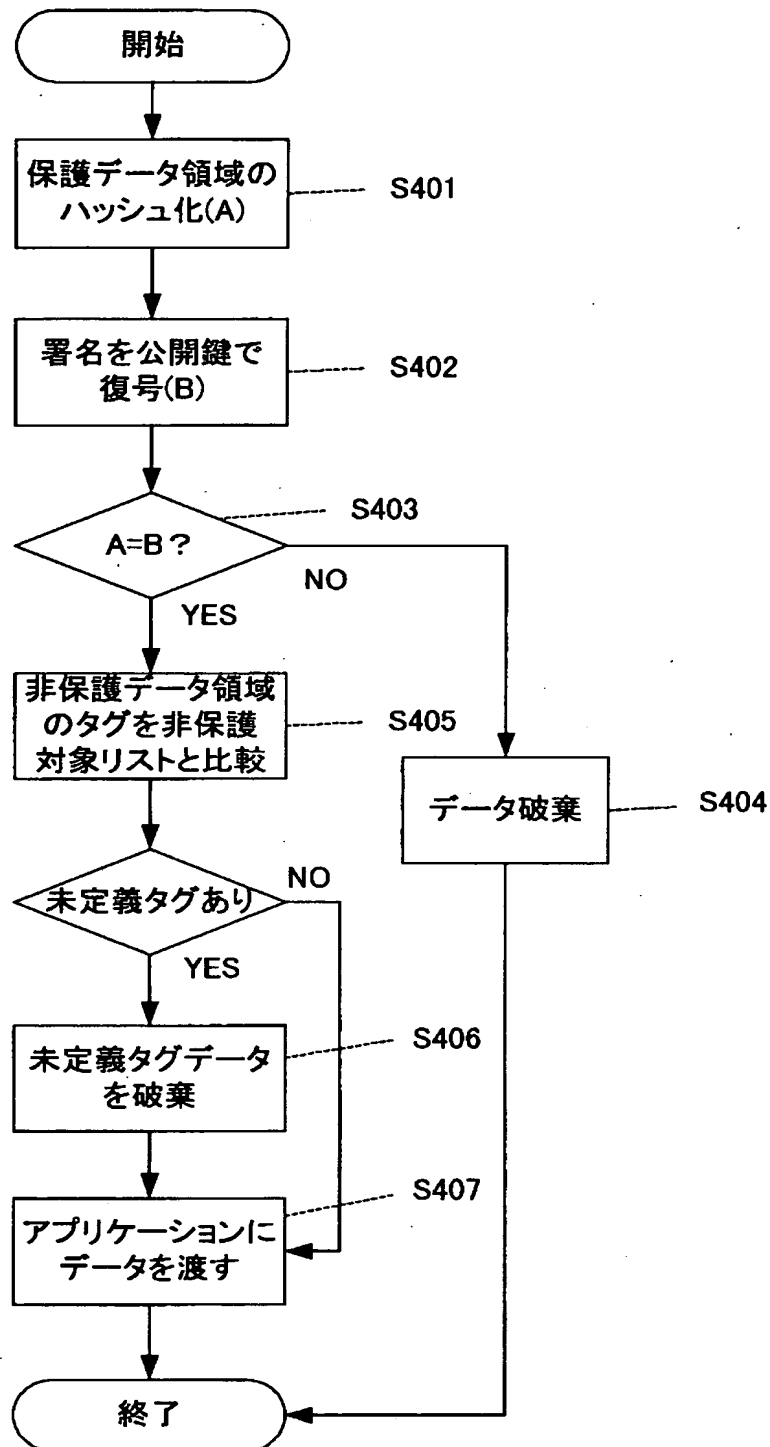 開始
保護データ領域の
ハッシュ化(A)
S401
署名を公開鍵で
復号(B)
S402
S403
A=B?
NO
YES
非保護データ領域
のタグを非保護
対象リストと比較
S405
データ破棄
S404
未定義タグあり
NO
YES
未定義タグデータ
を破棄
S406
S407
アプリケーションに
データを渡す
終了